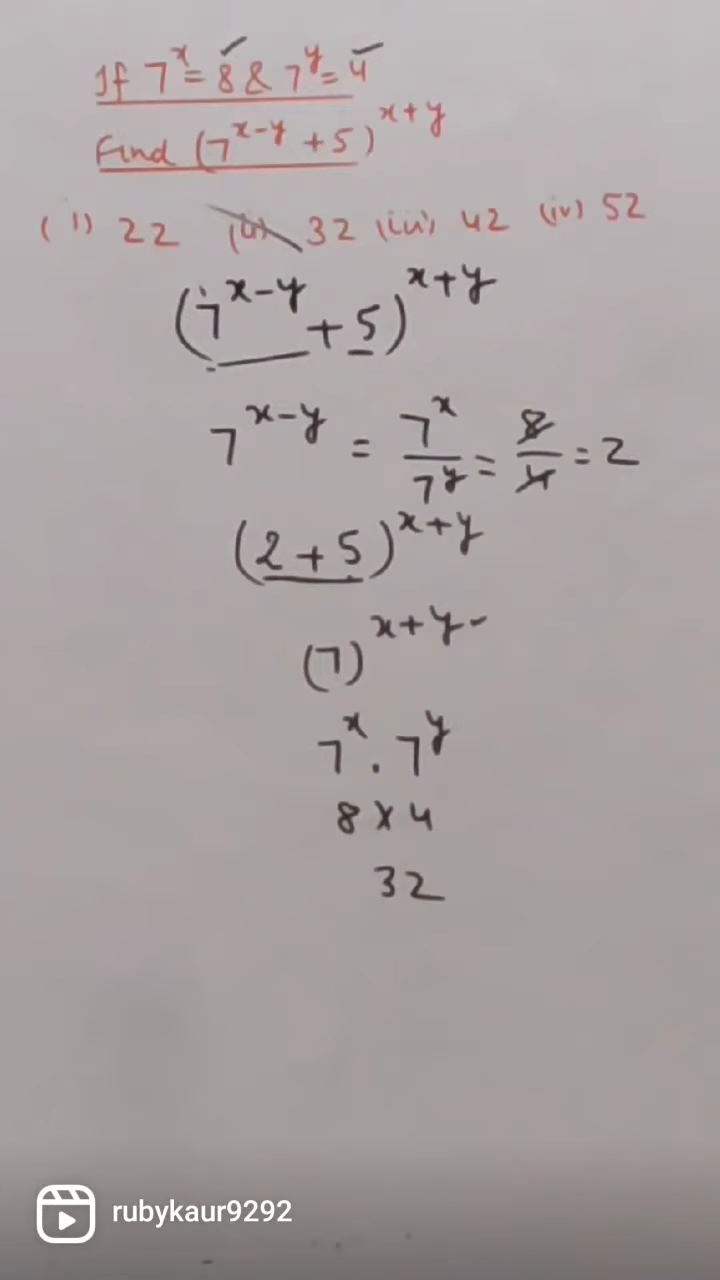 If 7^x = 8 & 7^y = 4
Find (7^x-y + 5)^x+y
(i) 22 (ii) 32 (iii) 42 (iv) 52
(7^x-y + 5)^x+y
7^x-y = 7^x/7^y = 8/4 = 2
(2 + 5)^x+y
(7)^x+y
7^x . 7^y
8 x 4
32
rubykaur9292